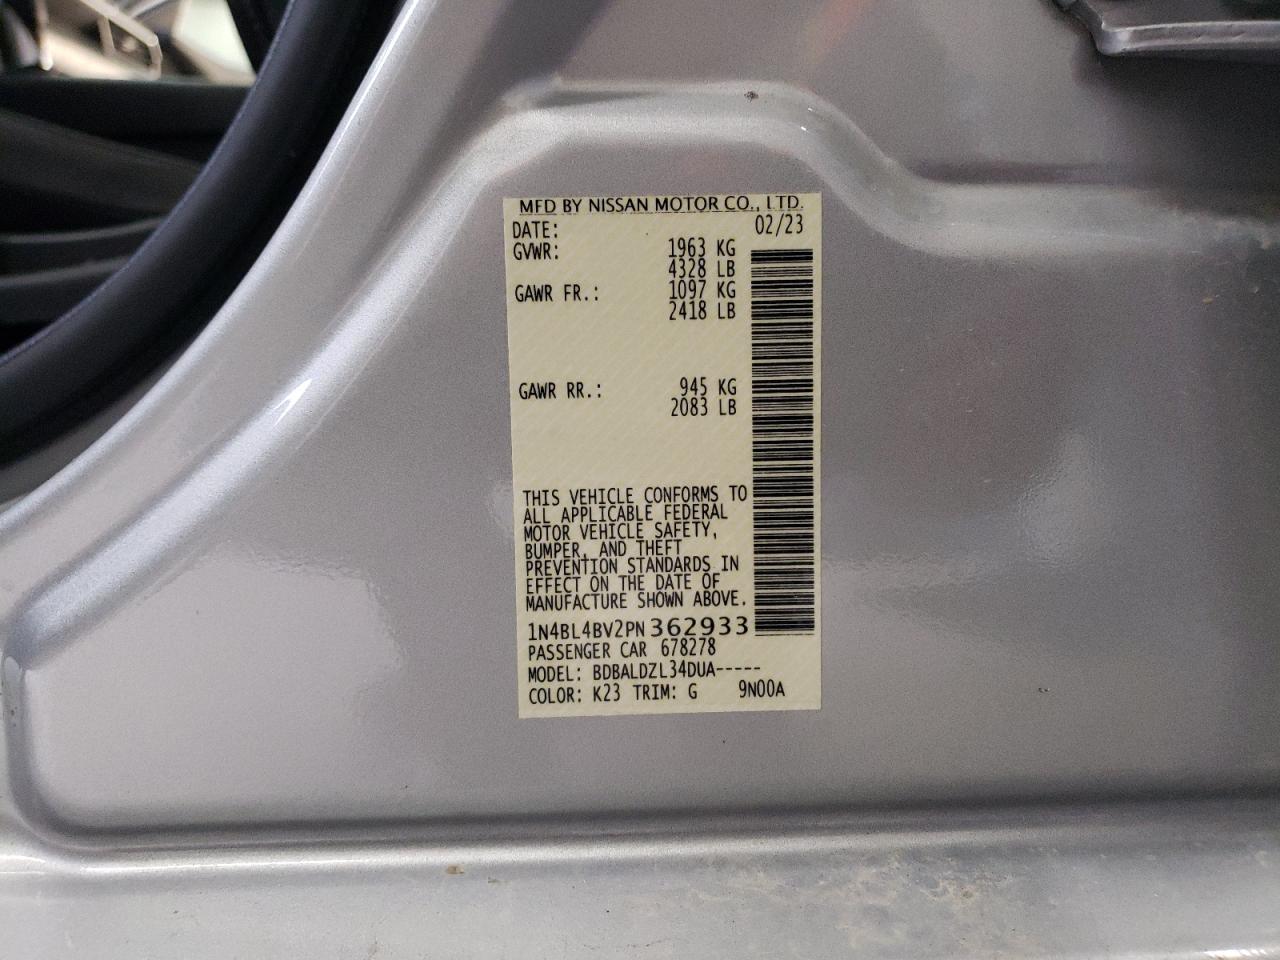 MFD BY NISSAN MOTOR CO., LTD.
DATE: 02/23
GVWR: 1963 KG
4328 LB
GAWR FR.: 1097 KG
2418 LB
GAWR RR.: 945 KG
2083 LB
THIS VEHICLE CONFORMS TO
ALL APPLICABLE FEDERAL
MOTOR VEHICLE SAFETY,
BUMPER, AND THEFT
PREVENTION STANDARDS IN
EFFECT ON THE DATE OF
MANUFACTURE SHOWN ABOVE.
1N4BL4BV2PN362933
PASSENGER CAR 678278
MODEL: BDBALDZL34DUA-----
COLOR: K23 TRIM: G 9N00A